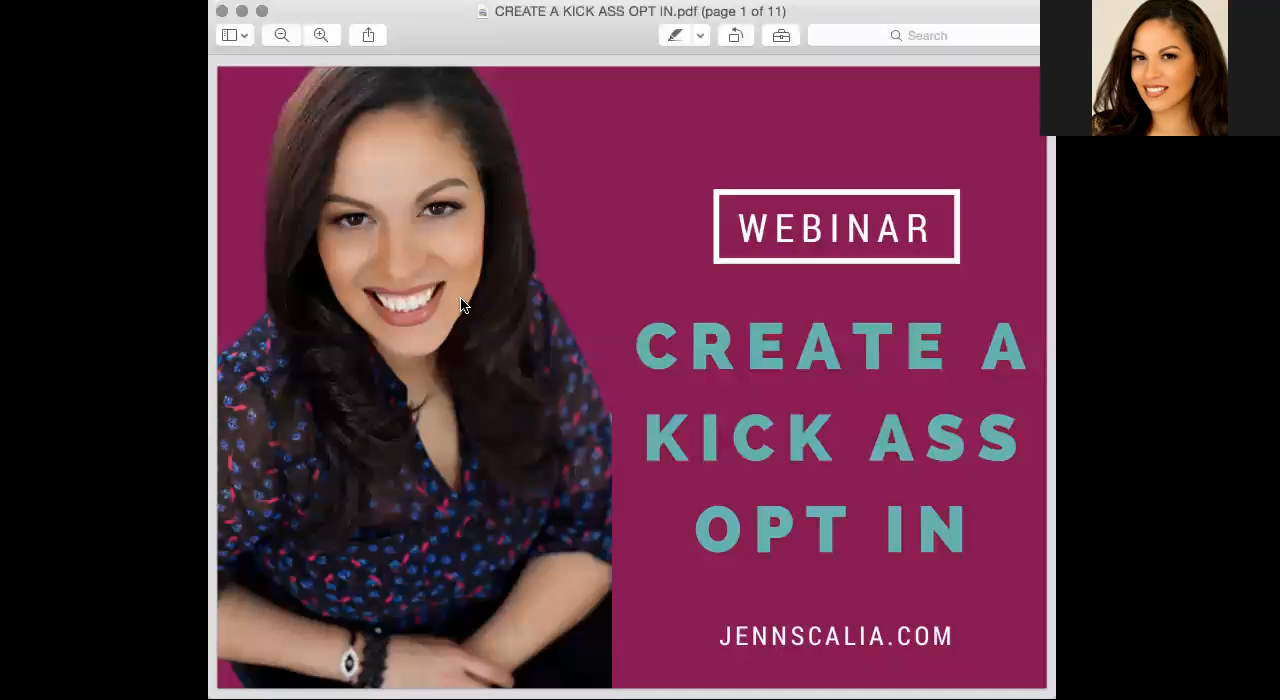 CREATE A KICK ASS OPT IN.pdf (page 1 of 11)
Search
WEBINAR
CREATE A
KICK ASS
OPT IN
JENNSCALIA.COM